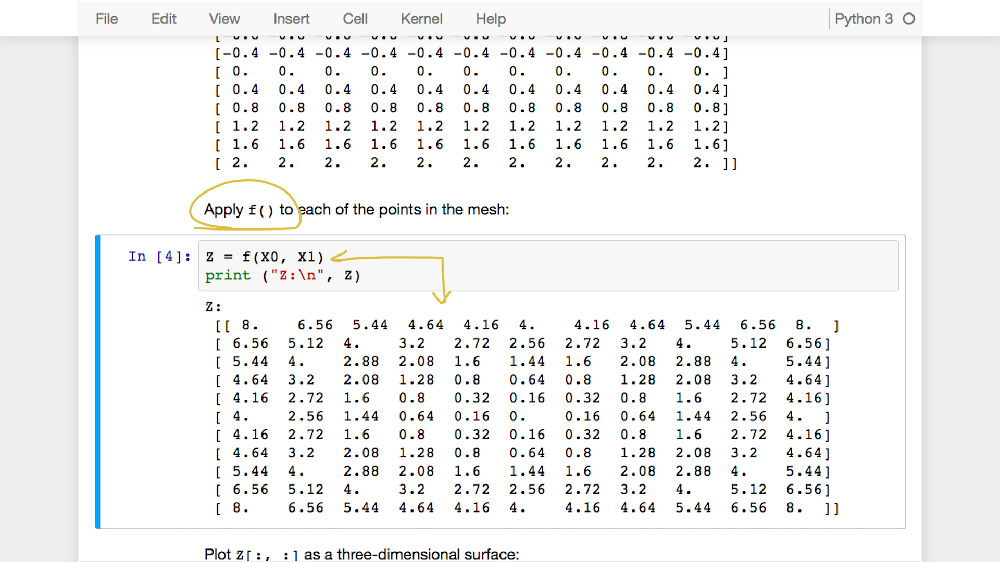 File Edit View Insert Cell Kernel Help Python 3
[-0.4 -0.4 -0.4 -0.4 -0.4 -0.4 -0.4 -0.4 -0.4 -0.4 -0.4]
[ 0. 0. 0. 0. 0. 0. 0. 0. 0. 0. 0. ]
[ 0.4 0.4 0.4 0.4 0.4 0.4 0.4 0.4 0.4 0.4 0.4]
[ 0.8 0.8 0.8 0.8 0.8 0.8 0.8 0.8 0.8 0.8 0.8]
[ 1.2 1.2 1.2 1.2 1.2 1.2 1.2 1.2 1.2 1.2 1.2]
[ 1.6 1.6 1.6 1.6 1.6 1.6 1.6 1.6 1.6 1.6 1.6]
[ 2. 2. 2. 2. 2. 2. 2. 2. 2. 2. 2. ]]
Apply f() to each of the points in the mesh:
In [4]: Z = f(X0, X1)
print ("Z:\n", Z)
Z:
[[ 8. 6.56 5.44 4.64 4.16 4. 4.16 4.64 5.44 6.56 8. ]
[ 6.56 5.12 4. 3.2 2.72 2.56 2.72 3.2 4. 5.12 6.56]
[ 5.44 4. 2.88 2.08 1.6 1.44 1.6 2.08 2.88 4. 5.44]
[ 4.64 3.2 2.08 1.28 0.8 0.64 0.8 1.28 2.08 3.2 4.64]
[ 4.16 2.72 1.6 0.8 0.32 0.16 0.32 0.8 1.6 2.72 4.16]
[ 4. 2.56 1.44 0.64 0.16 0. 0.16 0.64 1.44 2.56 4. ]
[ 4.16 2.72 1.6 0.8 0.32 0.16 0.32 0.8 1.6 2.72 4.16]
[ 4.64 3.2 2.08 1.28 0.8 0.64 0.8 1.28 2.08 3.2 4.64]
[ 5.44 4. 2.88 2.08 1.6 1.44 1.6 2.08 2.88 4. 5.44]
[ 6.56 5.12 4. 3.2 2.72 2.56 2.72 3.2 4. 5.12 6.56]
[ 8. 6.56 5.44 4.64 4.16 4. 4.16 4.64 5.44 6.56 8. ]]
Plot Z[:, :] as a three-dimensional surface: